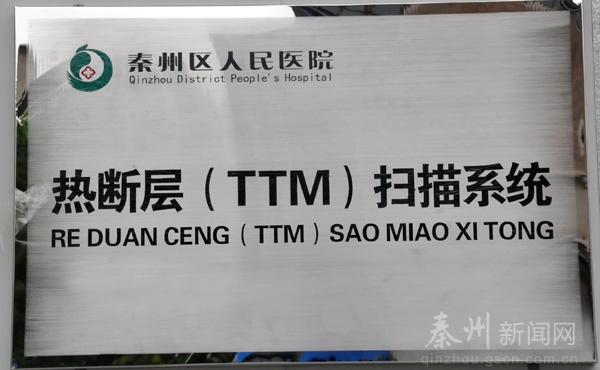 秦州区人民医院
Qinzhou District People's Hospital
热断层（TTM）扫描系统
RE DUAN CENG（TTM）SAO MIAO XI TONG
秦州新闻网
qinzhou.gscn.com.cn